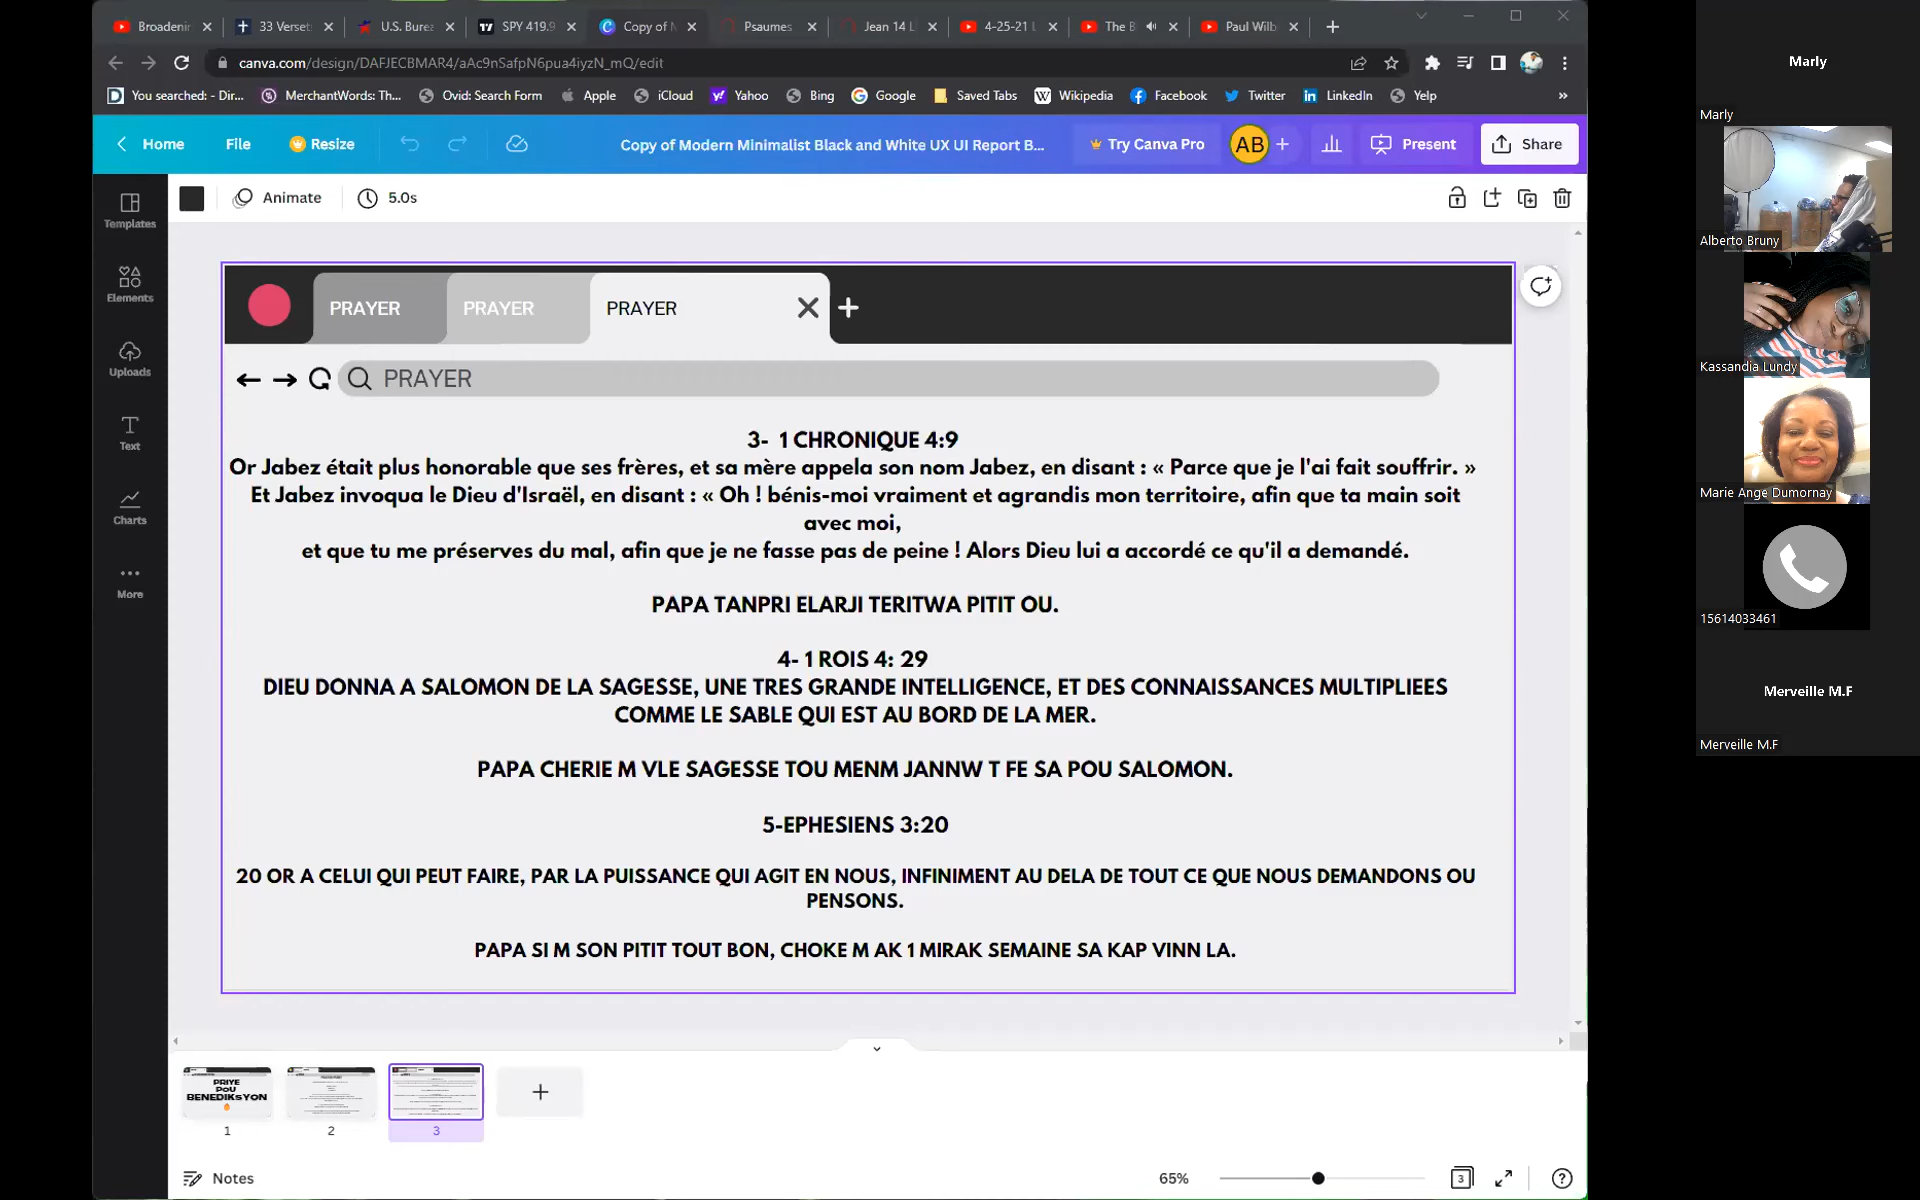 Broadenin
33 Verset
U.S. Burea
SPY 419.9
Copy of
Psaumes
Jean 14 L
4-25-21
The B
Paul Wilb
canva.com/design/DAFJECBMAR4/aAc9nSafpN6pua4iyzN_mQ/edit
You searched: - Dir...
MerchantWords: Th...
Ovid: Search Form
Apple
iCloud
Yahoo
Bing
Google
Saved Tabs
Wikipedia
Facebook
Twitter
LinkedIn
Yelp
Home
File
Resize
Copy of Modern Minimalist Black and White UX UI Report B...
Try Canva Pro
AB
Present
Share
Animate
5.0s
Templates
Elements
Uploads
Text
Charts
More
PRAYER
PRAYER
PRAYER
PRAYER
3- 1 CHRONIQUE 4:9
Or Jabez était plus honorable que ses frères, et sa mère appela son nom Jabez, en disant : « Parce que je l'ai fait souffrir. »
Et Jabez invoqua le Dieu d'Israël, en disant : « Oh ! bénis-moi vraiment et agrandis mon territoire, afin que ta main soit
avec moi,
et que tu me préserves du mal, afin que je ne fasse pas de peine ! Alors Dieu lui a accordé ce qu'il a demandé.
PAPA TANPRI ELARJI TERITWA PITIT OU.
4- 1 ROIS 4: 29
DIEU DONNA A SALOMON DE LA SAGESSE, UNE TRES GRANDE INTELLIGENCE, ET DES CONNAISSANCES MULTIPLIEES
COMME LE SABLE QUI EST AU BORD DE LA MER.
PAPA CHERIE M VLE SAGESSE TOU MENM JANNW T FE SA POU SALOMON.
5-EPHESIENS 3:20
20 OR A CELUI QUI PEUT FAIRE, PAR LA PUISSANCE QUI AGIT EN NOUS, INFINIMENT AU DELA DE TOUT CE QUE NOUS DEMANDONS OU
PENSONS.
PAPA SI M SON PITIT TOUT BON, CHOKE M AK 1 MIRAK SEMAINE SA KAP VINN LA.
PRIYE
POU
BENEDIKSYON
1
2
3
Notes
65%
3
Marly
Marly
Alberto Bruny
Kassandia Lundy
Marie Ange Dumornay
15614033461
Merveille M.F
Merveille M.F